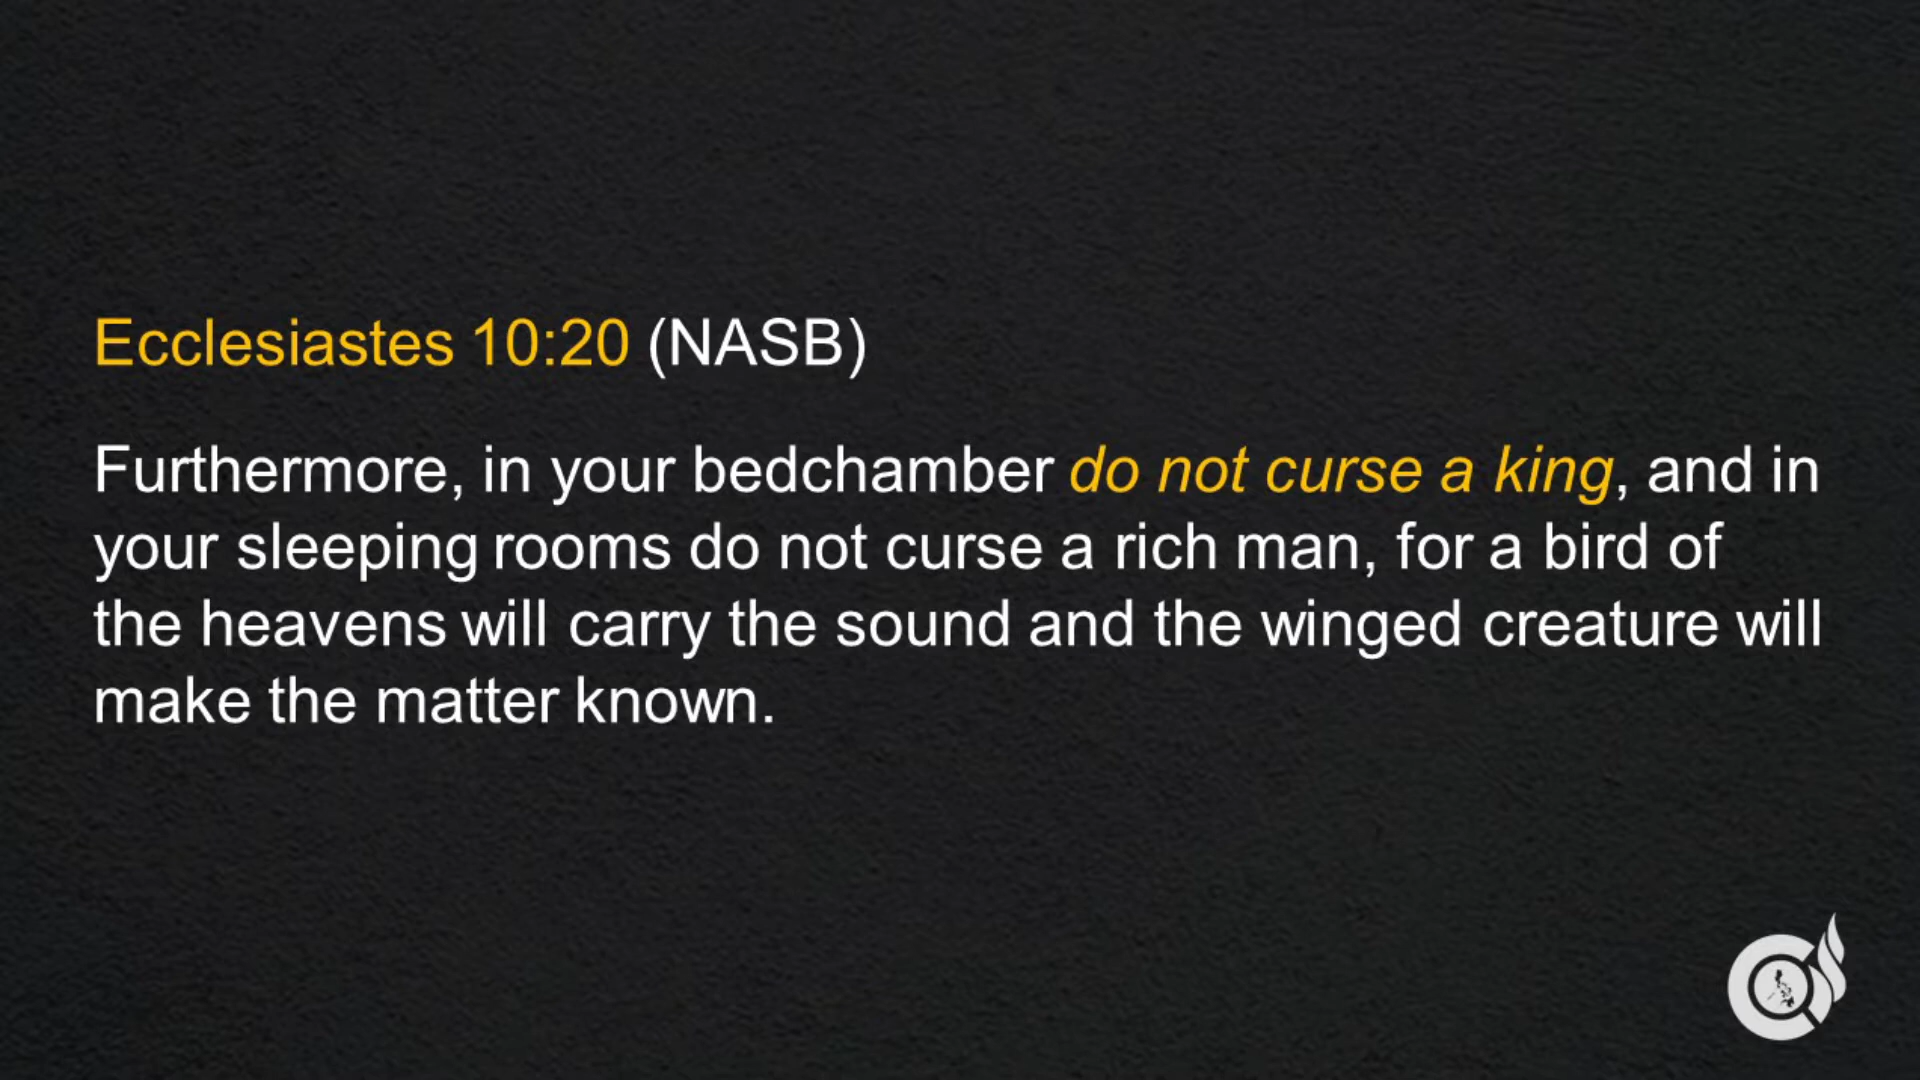 Ecclesiastes 10:20 (NASB)
Furthermore, in your bedchamber do not curse a king, and in
your sleeping rooms do not curse a rich man, for a bird of
the heavens will carry the sound and the winged creature will
make the matter known.